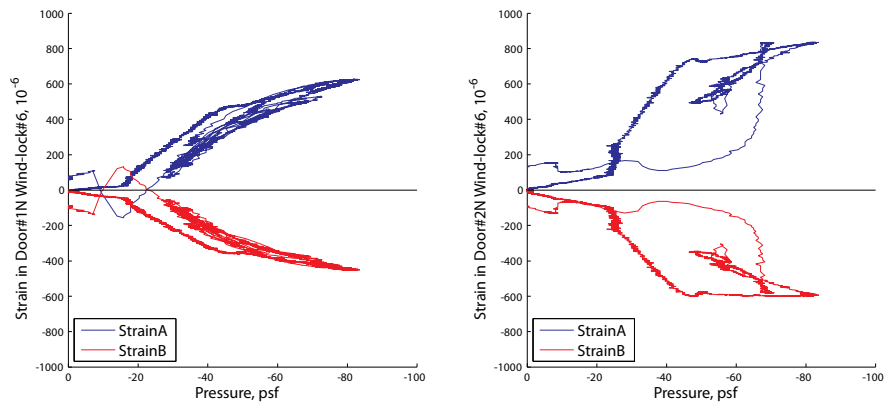 Strain in Door#1N Wind-lock#6, 10⁻⁶
1000
800
600
400
200
0
-200
-400
-600
-800
-1000
StrainA
StrainB
0 -20 -40 -60 -80 -100
Pressure, psf
Strain in Door#2N Wind-lock#6, 10⁻⁶
1000
800
600
400
200
0
-200
-400
-600
-800
-1000
StrainA
StrainB
0 -20 -40 -60 -80 -100
Pressure, psf